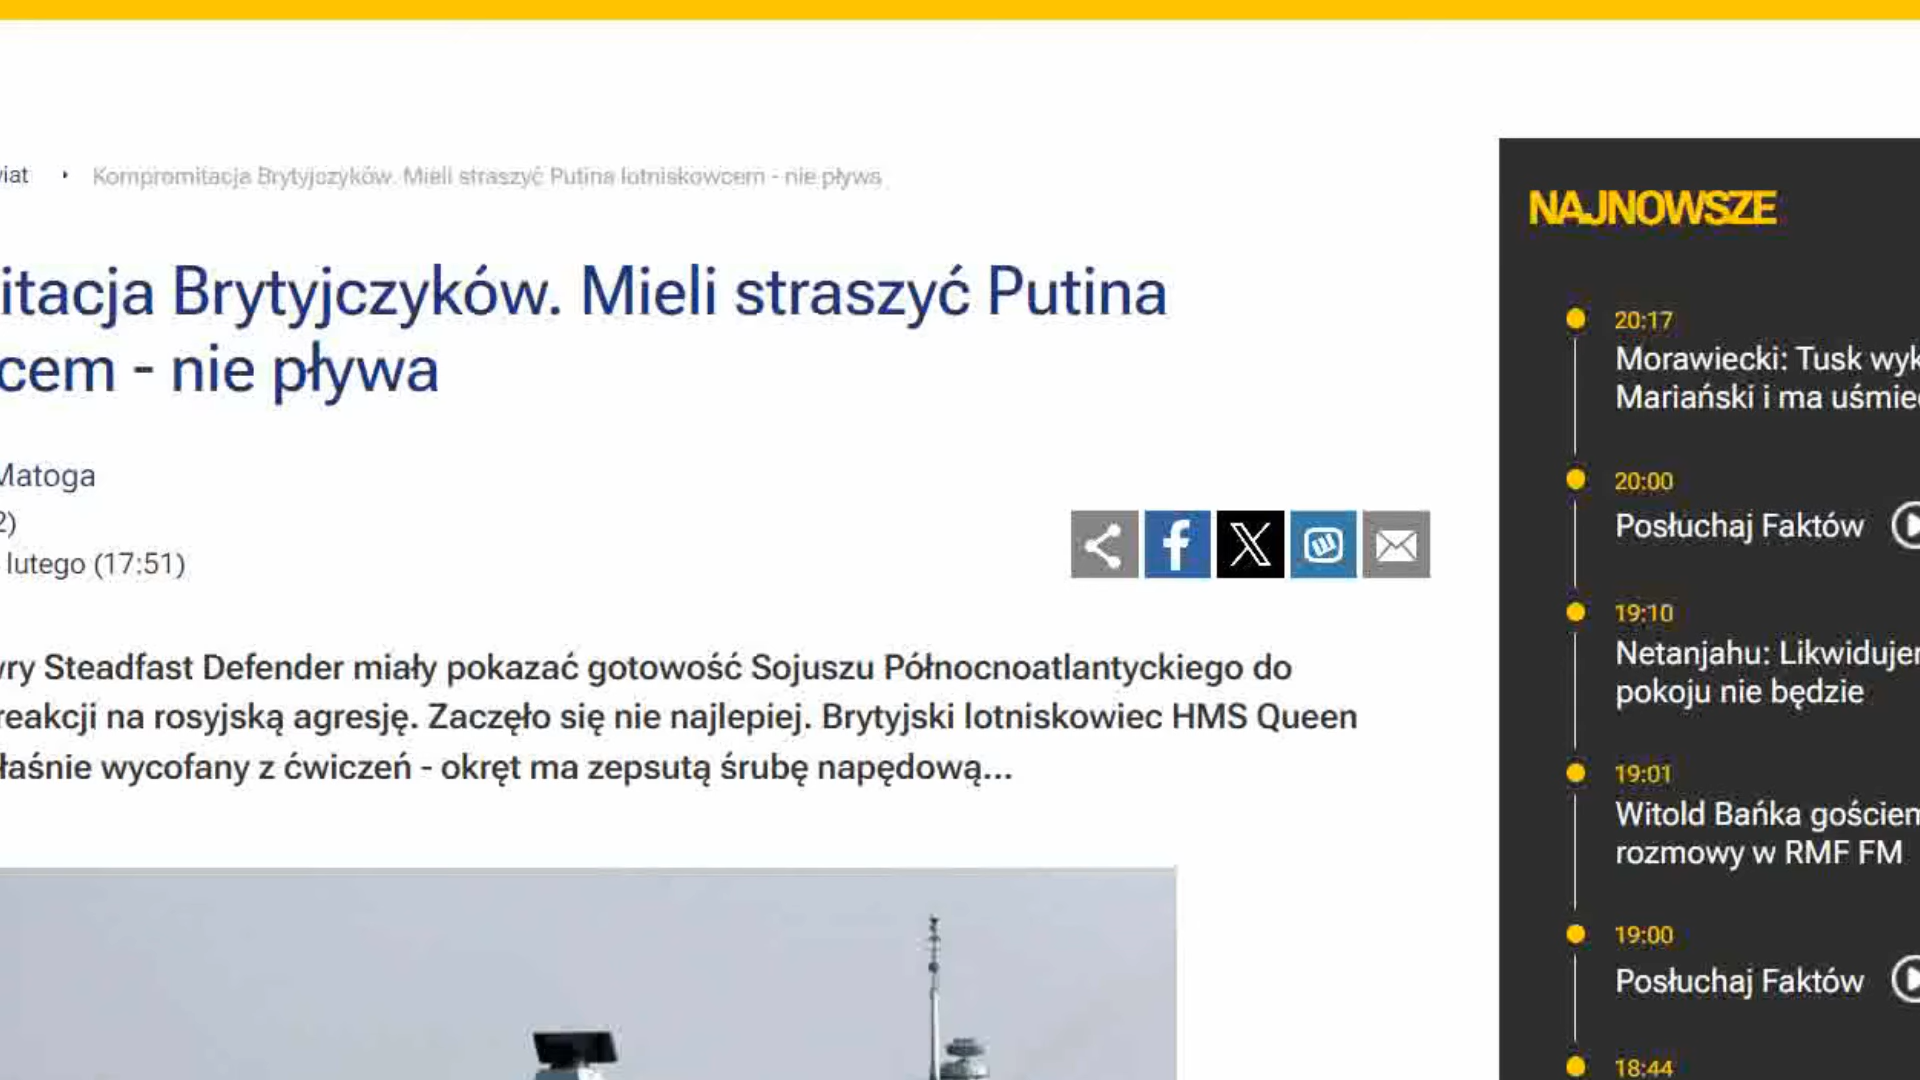 iat
Kompromitacja Brytyjczyków. Mieli straszyć Putina lotniskowcem - nie pływa
itacja Brytyjczyków. Mieli straszyć Putina
cem - nie pływa
Matoga
2)
lutego (17:51)
ry Steadfast Defender miały pokazać gotowość Sojuszu Północnoatlantyckiego do
reakcji na rosyjską agresję. Zaczęło się nie najlepiej. Brytyjski lotniskowiec HMS Queen
łaśnie wycofany z ćwiczeń - okręt ma zepsutą śrubę napędową...
NAJNOWSZE
20:17
Morawiecki: Tusk wyk
Mariański i ma uśmie
20:00
Posłuchaj Faktów
19:10
Netanjahu: Likwiduje
pokoju nie będzie
19:01
Witold Bańka gościem
rozmowy w RMF FM
19:00
Posłuchaj Faktów
18:44